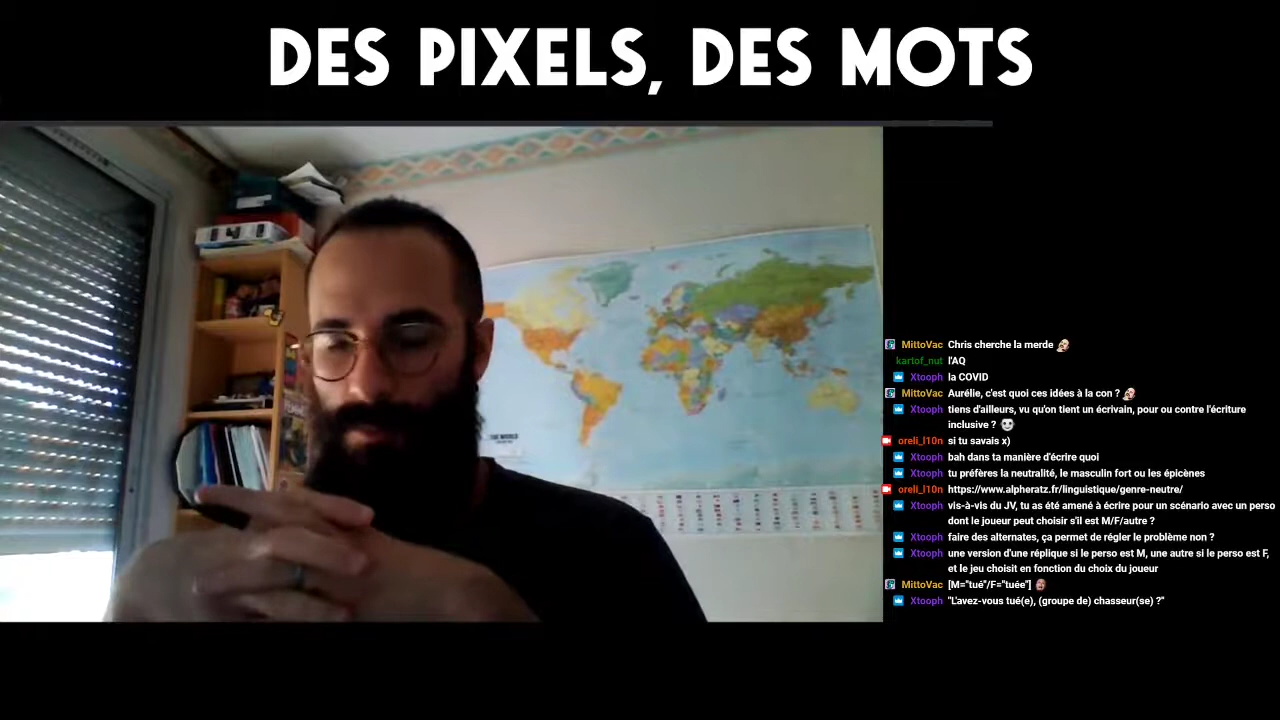 DES PIXELS, DES MOTS
THE WORLD
MittoVac Chris cherche la merde
kartof_nut l'AQ
Xtooph la COVID
MittoVac Aurélie, c'est quoi ces idées à la con ?
Xtooph tiens d'ailleurs, vu qu'on tient un écrivain, pour ou contre l'écriture
inclusive ?
oreli_l10n si tu savais x)
Xtooph bah dans ta manière d'écrire quoi
Xtooph tu préfères la neutralité, le masculin fort ou les épicènes
oreli_l10n https://www.alpheratz.fr/linguistique/genre-neutre/
Xtooph vis-à-vis du JV, tu as été amené à écrire pour un scénario avec un perso
dont le joueur peut choisir s'il est M/F/autre ?
Xtooph faire des alternates, ça permet de régler le problème non ?
Xtooph une version d'une réplique si le perso est M, une autre si le perso est F,
et le jeu choisit en fonction du choix du joueur
MittoVac [M="tué"/F="tuée"]
Xtooph "L'avez-vous tué(e), (groupe de) chasseur(se) ?"